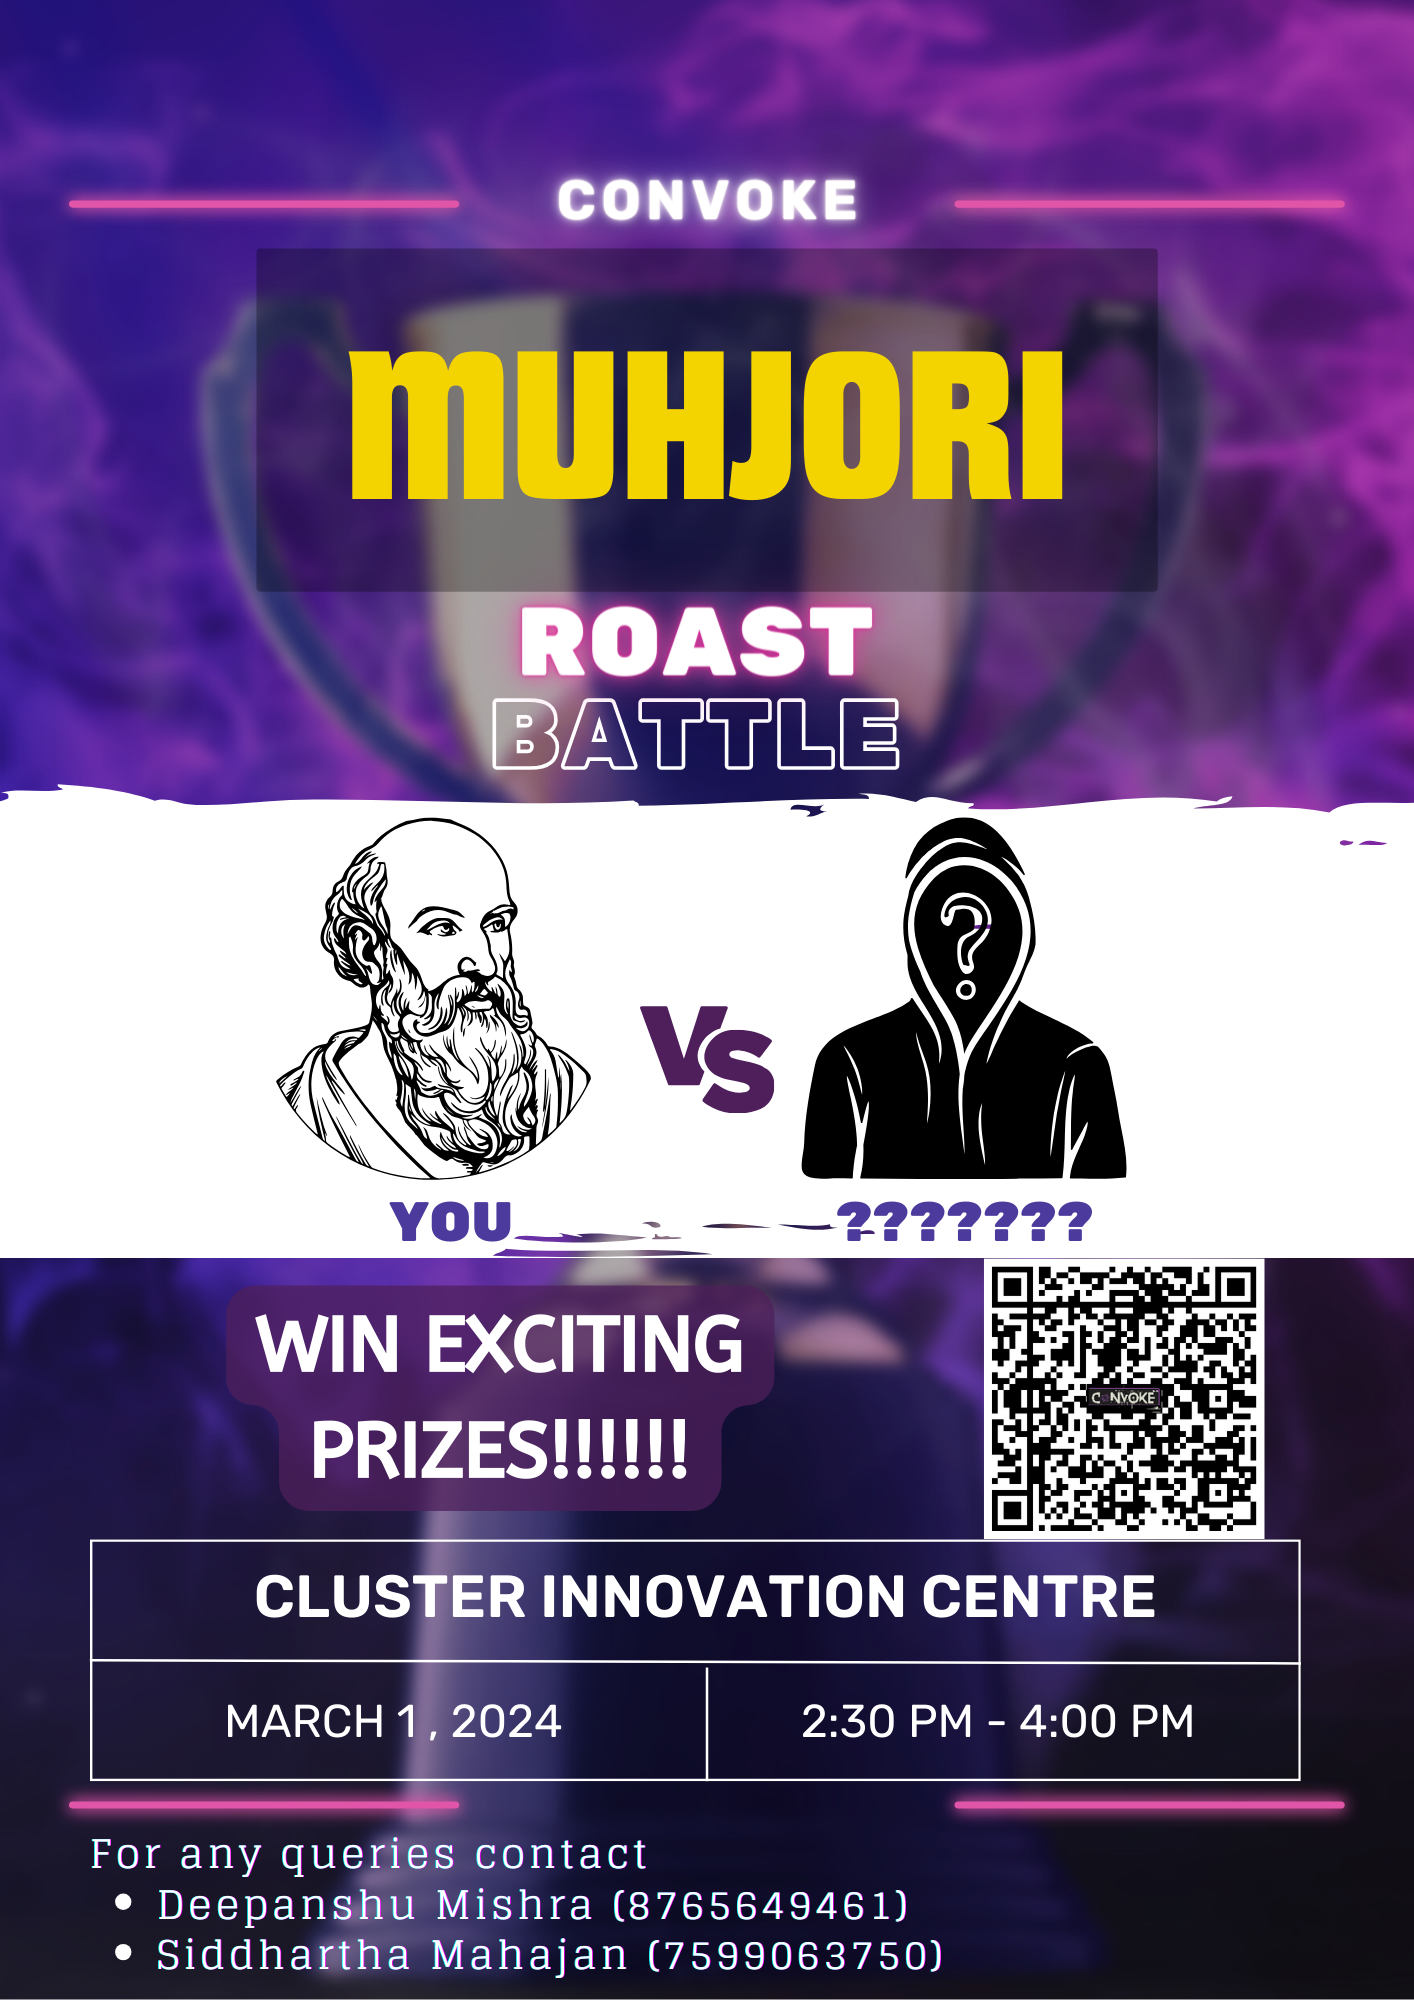 CONVOKE
MUHJORI
ROAST
BATTLE
?
VS
YOU
???????
WIN EXCITING
PRIZES!!!!!!
CONVOKE
CLUSTER INNOVATION CENTRE
MARCH 1, 2024
2:30 PM - 4:00 PM
For any queries contact
• Deepanshu Mishra (8765649461)
• Siddhartha Mahajan (7599063750)